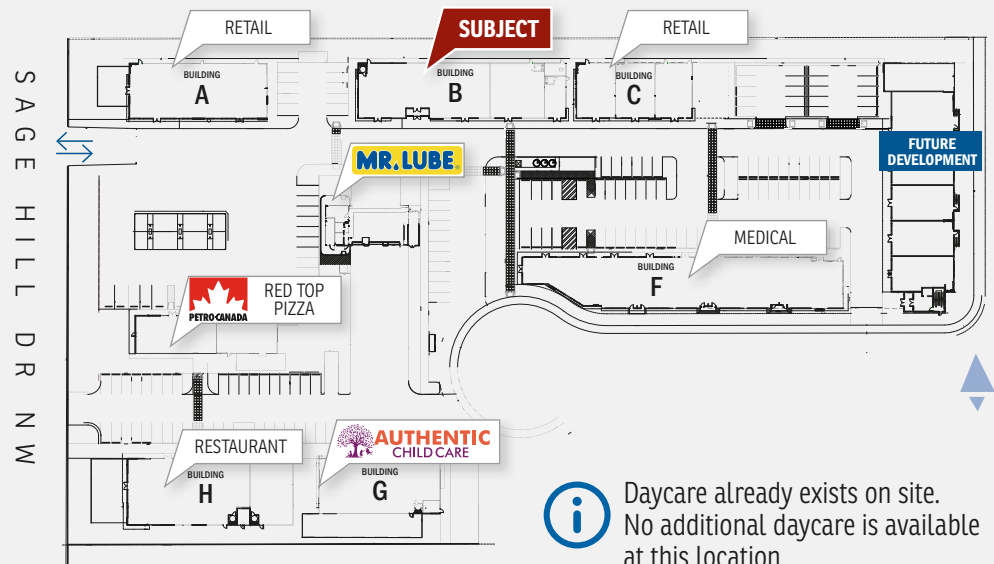 RETAIL
SUBJECT
RETAIL
BUILDING
A
BUILDING
B
BUILDING
C
SAGE HILL DR NW
MR.LUBE
FUTURE
DEVELOPMENT
MEDICAL
BUILDING
F
PETRO-CANADA
RED TOP
PIZZA
RESTAURANT
AUTHENTIC
CHILD CARE
BUILDING
H
BUILDING
G
i
Daycare already exists on site.
No additional daycare is available
at this location